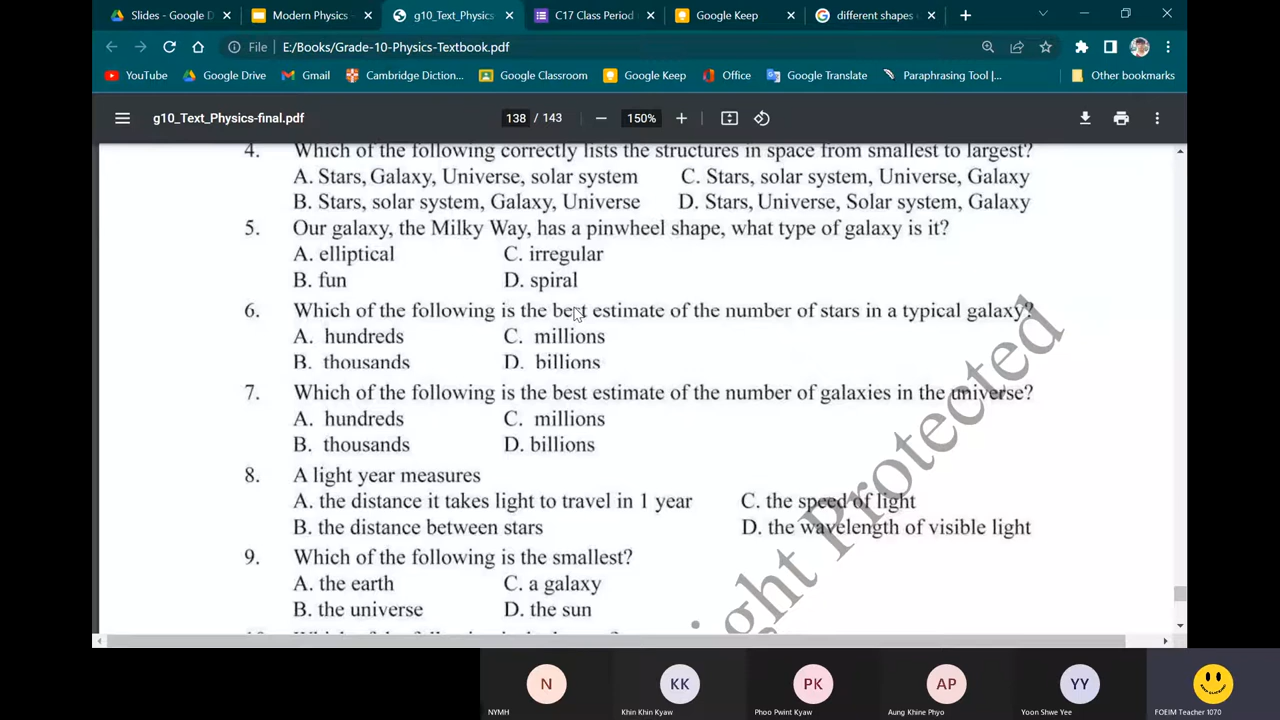 Slides - Google D
Modern Physics -
g10_Text_Physics
C17 Class Period
Google Keep
different shapes
File E:/Books/Grade-10-Physics-Textbook.pdf
YouTube Google Drive Gmail Cambridge Diction... Google Classroom Google Keep Office Google Translate Paraphrasing Tool |... Other bookmarks
g10_Text_Physics-final.pdf 138 / 143 150%
4. Which of the following correctly lists the structures in space from smallest to largest?
A. Stars, Galaxy, Universe, solar system C. Stars, solar system, Universe, Galaxy
B. Stars, solar system, Galaxy, Universe D. Stars, Universe, Solar system, Galaxy
5. Our galaxy, the Milky Way, has a pinwheel shape, what type of galaxy is it?
A. elliptical C. irregular
B. fun D. spiral
6. Which of the following is the best estimate of the number of stars in a typical galaxy?
A. hundreds C. millions
B. thousands D. billions
7. Which of the following is the best estimate of the number of galaxies in the universe?
A. hundreds C. millions
B. thousands D. billions
8. A light year measures
A. the distance it takes light to travel in 1 year C. the speed of light
B. the distance between stars D. the wavelength of visible light
9. Which of the following is the smallest?
A. the earth C. a galaxy
B. the universe D. the sun
ight Protected
N KK PK AP YY
NYMH Khin Khin Kyaw Phoo Pwint Kyaw Aung Khine Phyo Yoon Shwe Yee FOEIM Teacher 1070